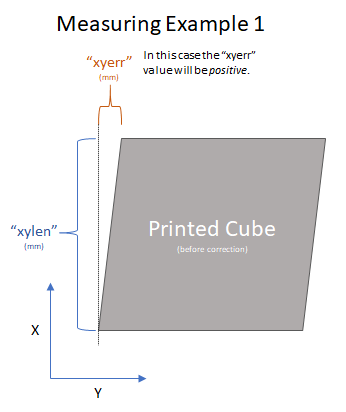 Measuring Example 1
“xyerr”
(mm)
In this case the “xyerr”
value will be positive.
“xylen”
(mm)
Printed Cube
(before correction)
X
Y